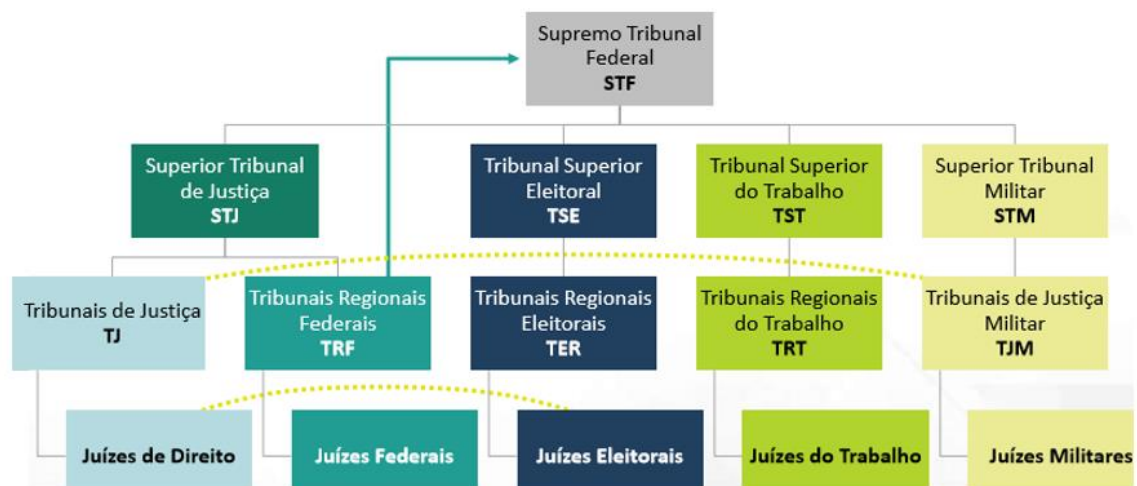 Supremo Tribunal
Federal
STF
Superior Tribunal
de Justiça
STJ
Tribunal Superior
Eleitoral
TSE
Tribunal Superior
do Trabalho
TST
Superior Tribunal
Militar
STM
Tribunais de Justiça
TJ
Tribunais Regionais
Federais
TRF
Tribunais Regionais
Eleitorais
TER
Tribunais Regionais
do Trabalho
TRT
Tribunais de Justiça
Militar
TJM
Juízes de Direito
Juízes Federais
Juízes Eleitorais
Juízes do Trabalho
Juízes Militares